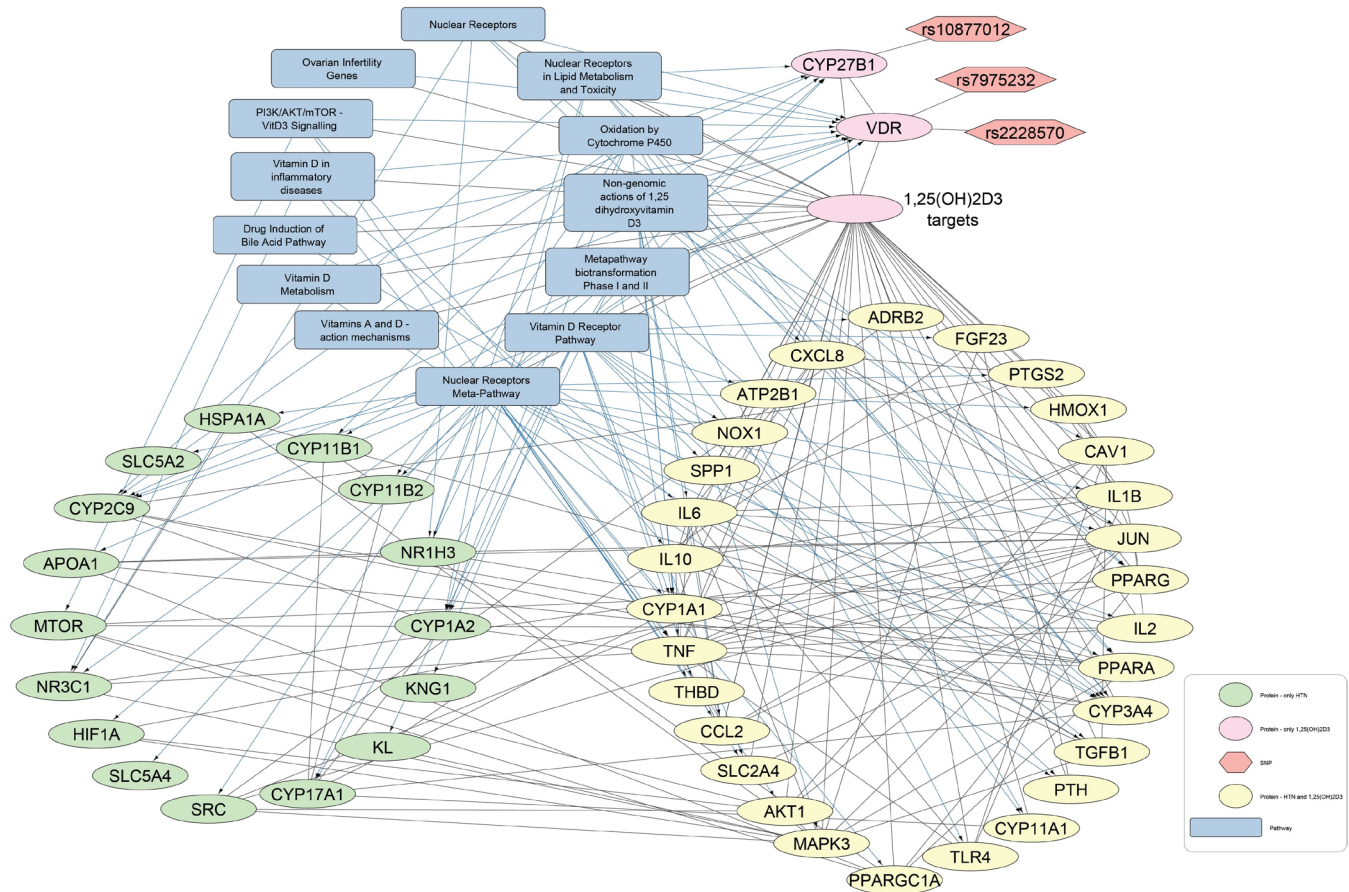 Nuclear Receptors
rs10877012
Ovarian Infertility
Genes
Nuclear Receptors
in Lipid Metabolism
and Toxicity
CYP27B1
rs7975232
PI3K/AKT/mTOR -
VitD3 Signalling
Oxidation by
Cytochrome P450
VDR
rs2228570
Vitamin D in
inflammatory
diseases
Non-genomic
actions of 1,25
dihydroxyvitamin
D3
1,25(OH)2D3
targets
Drug Induction of
Bile Acid Pathway
Vitamin D
Metabolism
Metapathway
biotransformation
Phase I and II
Vitamins A and D -
action mechanisms
Vitamin D Receptor
Pathway
Nuclear Receptors
Meta-Pathway
ADRB2
FGF23
CXCL8
PTGS2
ATP2B1
HMOX1
NOX1
CAV1
SPP1
IL1B
IL6
JUN
IL10
PPARG
CYP1A1
IL2
TNF
PPARA
THBD
CYP3A4
CCL2
TGFB1
SLC2A4
PTH
AKT1
CYP11A1
MAPK3
TLR4
PPARGC1A
HSPA1A
CYP11B1
SLC5A2
CYP11B2
CYP2C9
NR1H3
APOA1
MTOR
CYP1A2
NR3C1
KNG1
HIF1A
KL
SLC5A4
CYP17A1
SRC
Protein - only HTN
Protein - only 1,25(OH)2D3
SNP
Protein - HTN and 1,25(OH)2D3
Pathway